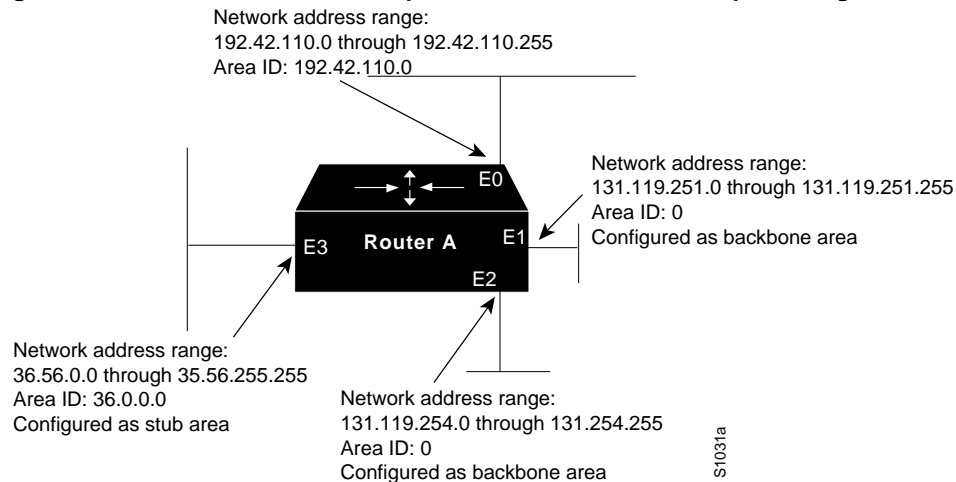 Network address range:
192.42.110.0 through 192.42.110.255
Area ID: 192.42.110.0
E0
Network address range:
131.119.251.0 through 131.119.251.255
Area ID: 0
Configured as backbone area
E3
Router A
E1
E2
Network address range:
36.56.0.0 through 35.56.255.255
Area ID: 36.0.0.0
Configured as stub area
Network address range:
131.119.254.0 through 131.254.255
Area ID: 0
Configured as backbone area
S1031a